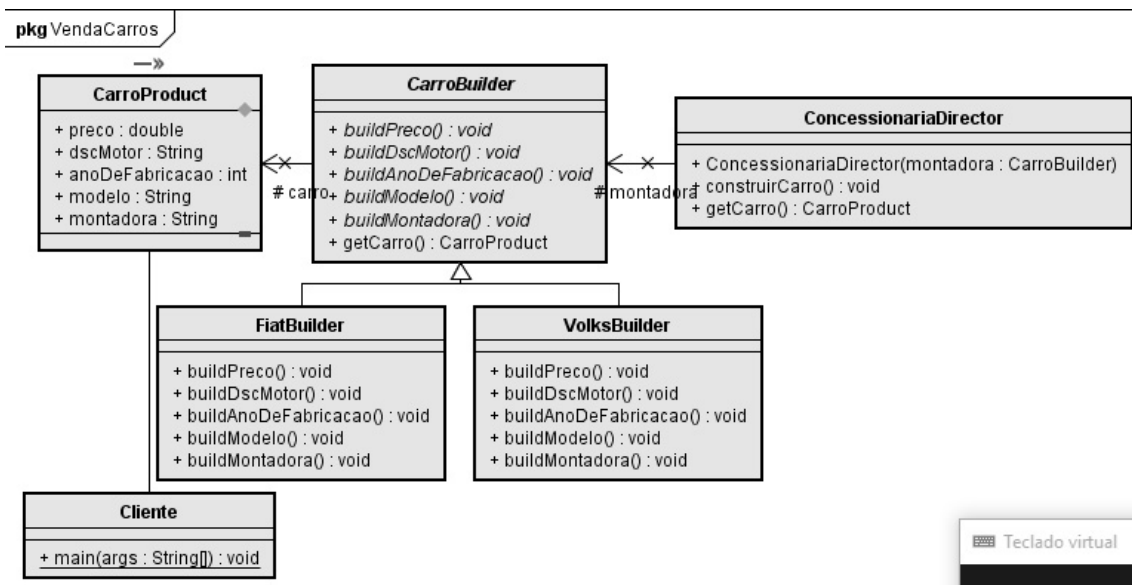 pkg VendaCarros
CarroProduct
+ preco : double
+ dscMotor : String
+ anoDeFabricacao : int
+ modelo : String
+ montadora : String
# carro
CarroBuilder
+ buildPreco() : void
+ buildDscMotor() : void
+ buildAnoDeFabricacao() : void
+ buildModelo() : void
+ buildMontadora() : void
+ getCarro() : CarroProduct
# montadora
ConcessionariaDirector
+ ConcessionariaDirector(montadora : CarroBuilder)
+ construirCarro() : void
+ getCarro() : CarroProduct
FiatBuilder
+ buildPreco() : void
+ buildDscMotor() : void
+ buildAnoDeFabricacao() : void
+ buildModelo() : void
+ buildMontadora() : void
VolksBuilder
+ buildPreco() : void
+ buildDscMotor() : void
+ buildAnoDeFabricacao() : void
+ buildModelo() : void
+ buildMontadora() : void
Cliente
+ main(args : String[]) : void
Teclado virtual